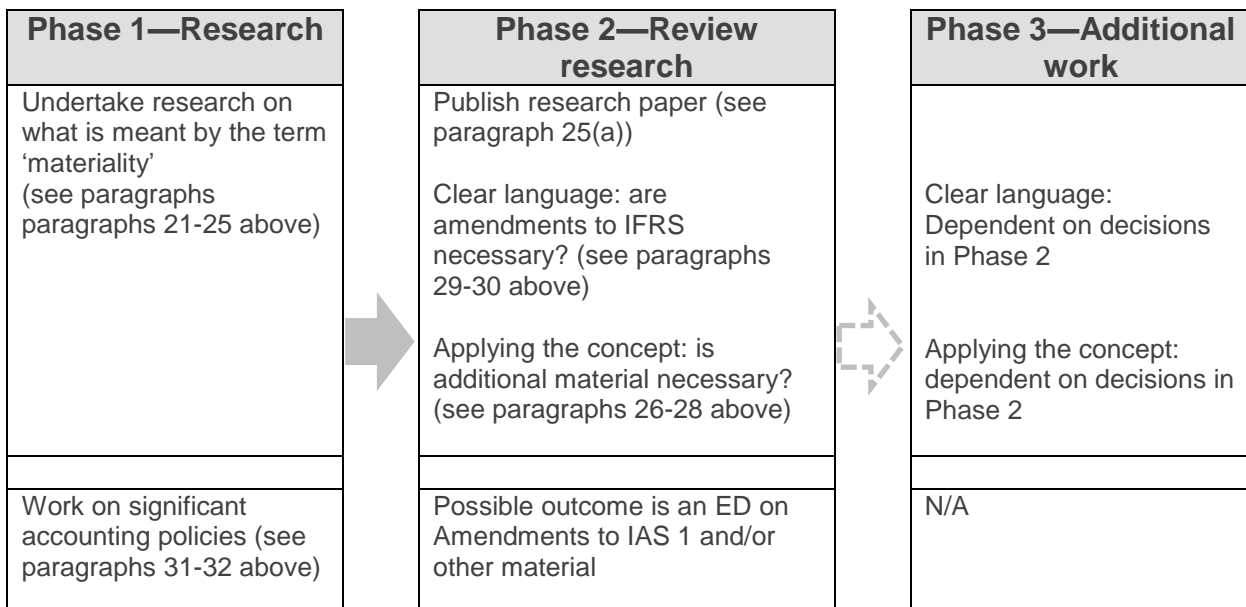 Phase 1—Research
Undertake research on
what is meant by the term
‘materiality’
(see paragraphs
paragraphs 21-25 above)
Work on significant
accounting policies (see
paragraphs 31-32 above)
Phase 2—Review
research
Publish research paper (see
paragraph 25(a))
Clear language: are
amendments to IFRS
necessary? (see paragraphs
29-30 above)
Applying the concept: is
additional material necessary?
(see paragraphs 26-28 above)
Possible outcome is an ED on
Amendments to IAS 1 and/or
other material
Phase 3—Additional
work
Clear language:
Dependent on decisions
in Phase 2
Applying the concept:
dependent on decisions in
Phase 2
N/A